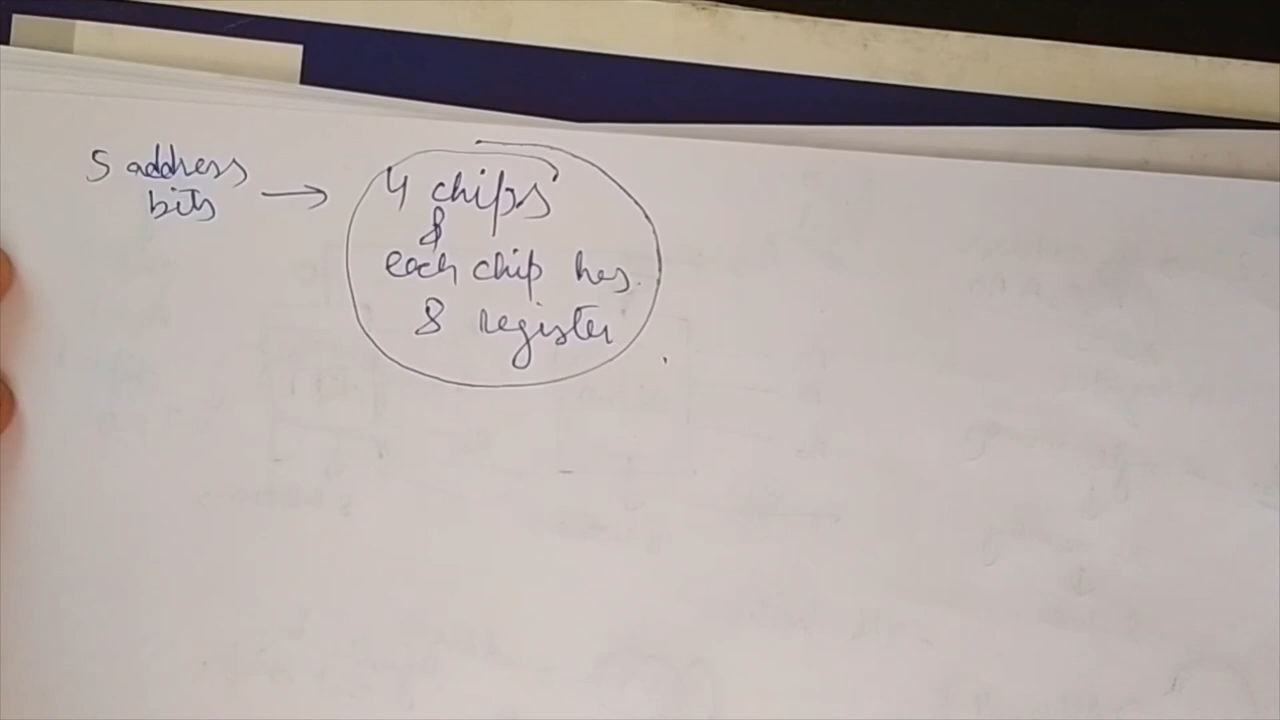 5 address
bits →
4 chips
&
each chip has
8 register